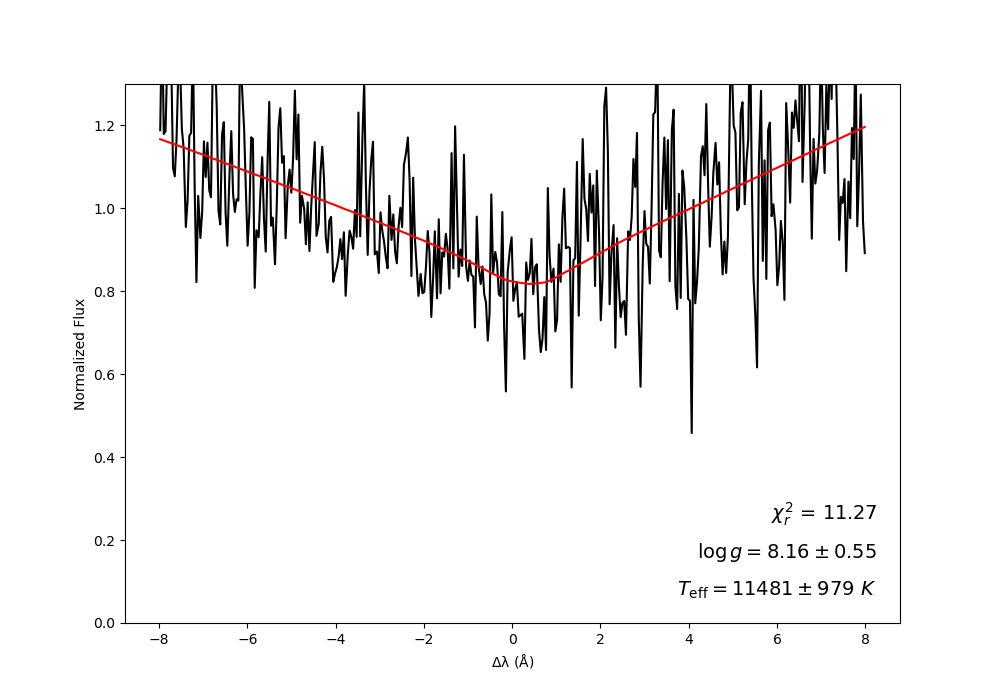 Normalized Flux
1.2
1.0
0.8
0.6
0.4
0.2
0.0
−8 −6 −4 −2 0 2 4 6 8
Δλ (Å)
χ²ᵣ = 11.27
log g = 8.16 ± 0.55
T_eff = 11481 ± 979 K